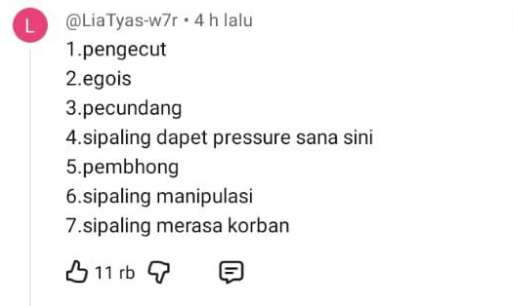 L
@LiaTyas-w7r • 4 h lalu
1.pengecut
2.egois
3.pecundang
4.sipaling dapet pressure sana sini
5.pembhong
6.sipaling manipulasi
7.sipaling merasa korban
11 rb